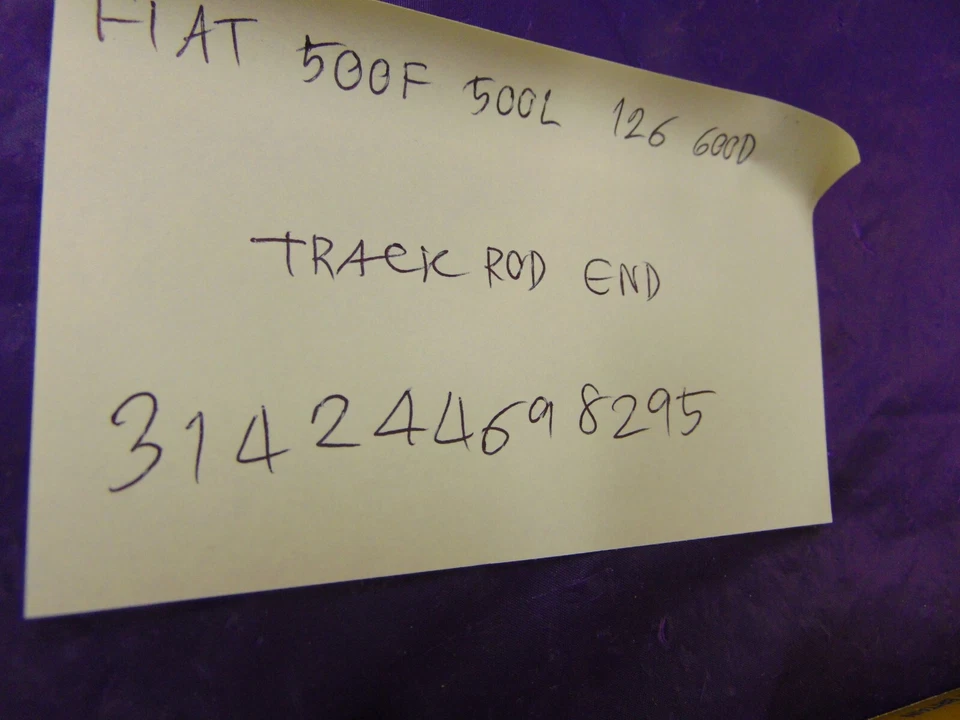 FIAT 500F 500L 126 600D
TRACK ROD END
314244698295